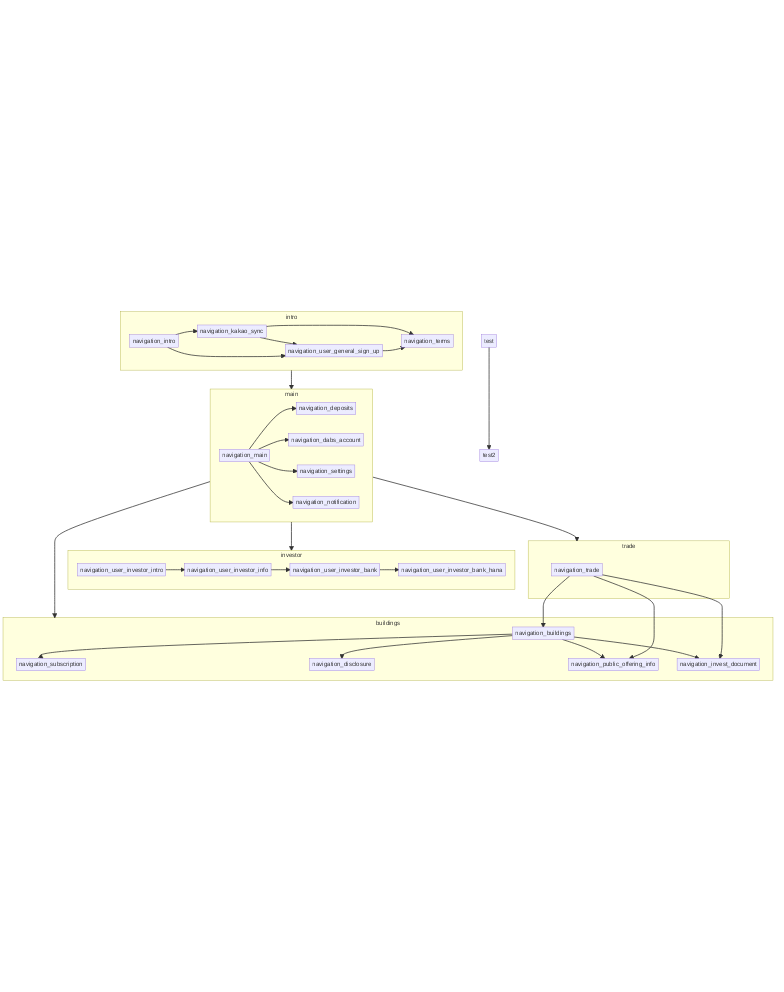 intro
navigation_intro
navigation_kakao_sync
navigation_user_general_sign_up
navigation_terms
test
test2
main
navigation_main
navigation_deposits
navigation_dabs_account
navigation_settings
navigation_notification
investor
navigation_user_investor_intro
navigation_user_investor_info
navigation_user_investor_bank
navigation_user_investor_bank_hana
trade
navigation_trade
buildings
navigation_buildings
navigation_subscription
navigation_disclosure
navigation_public_offering_info
navigation_invest_document